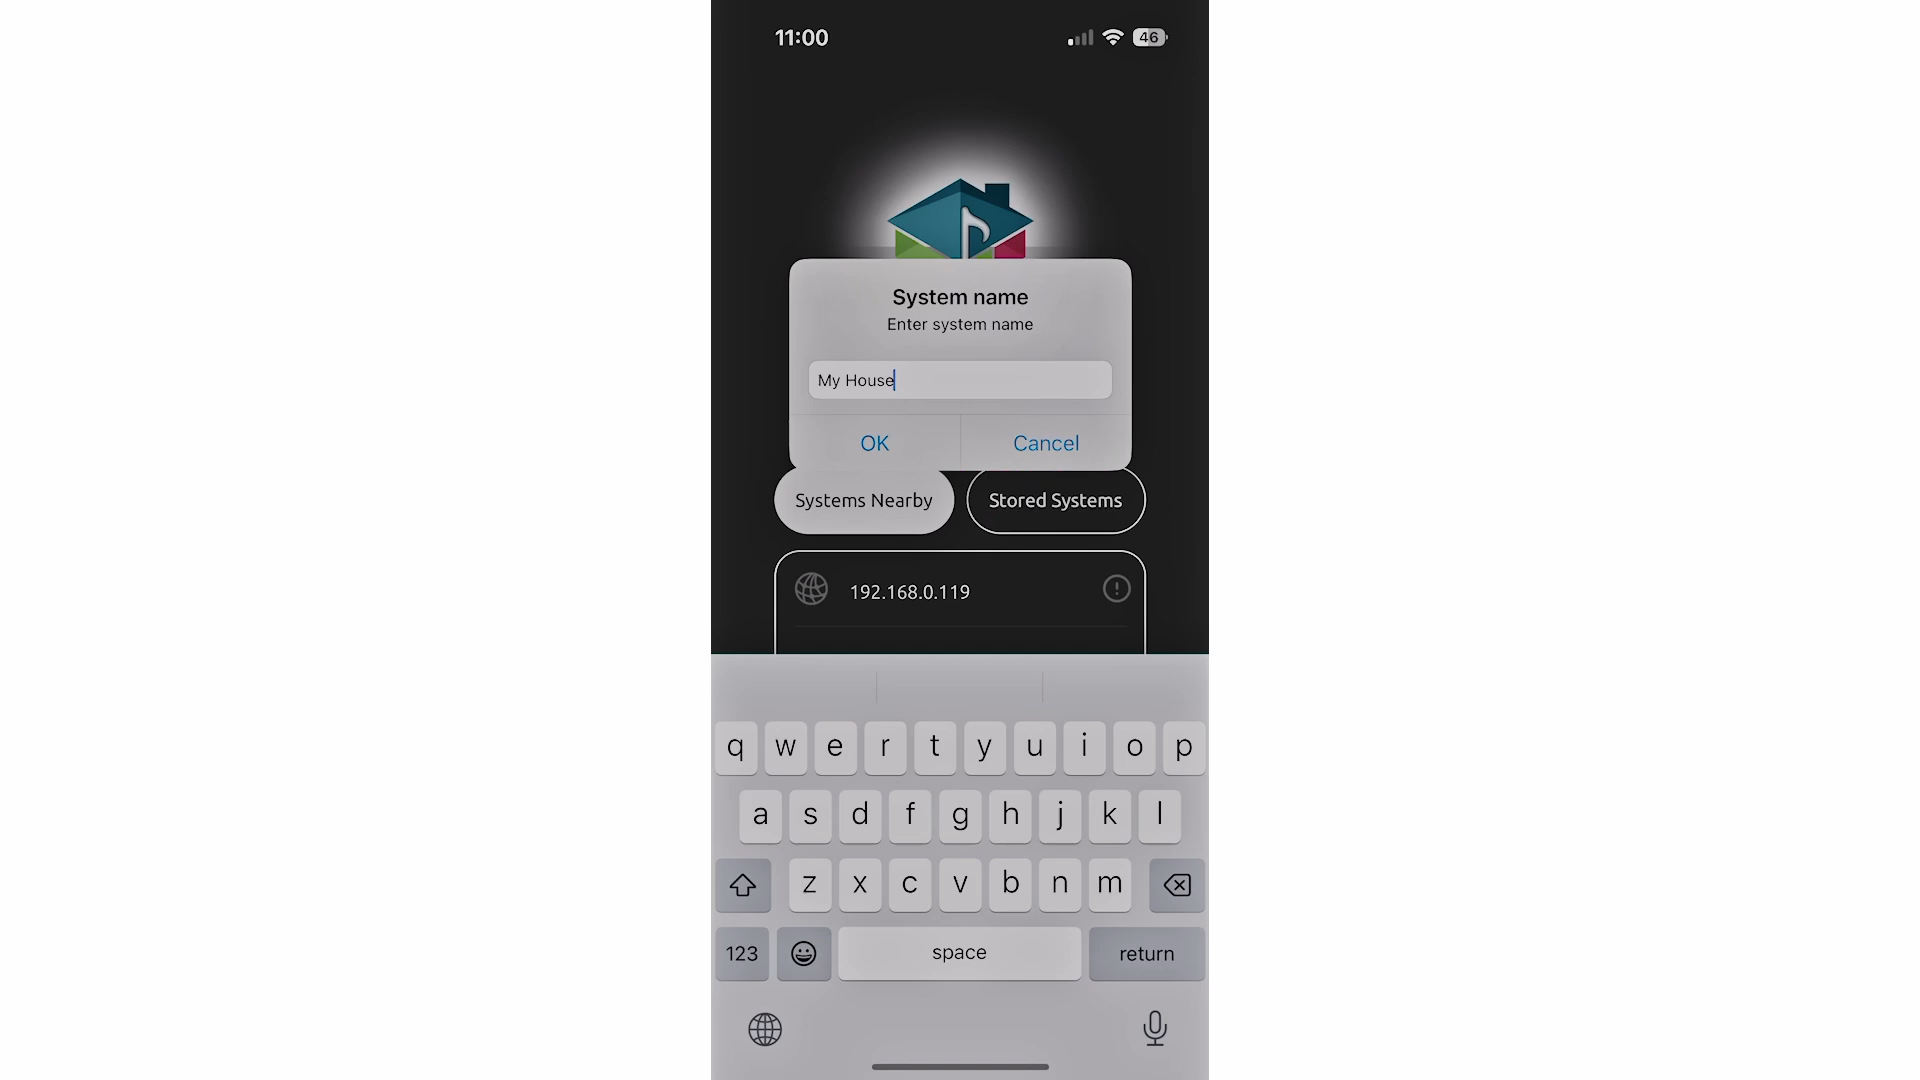 11:00
46
System name
Enter system name
My House
OK Cancel
Systems Nearby Stored Systems
192.168.0.119
q w e r t y u i o p
a s d f g h j k l
z x c v b n m
123 space return